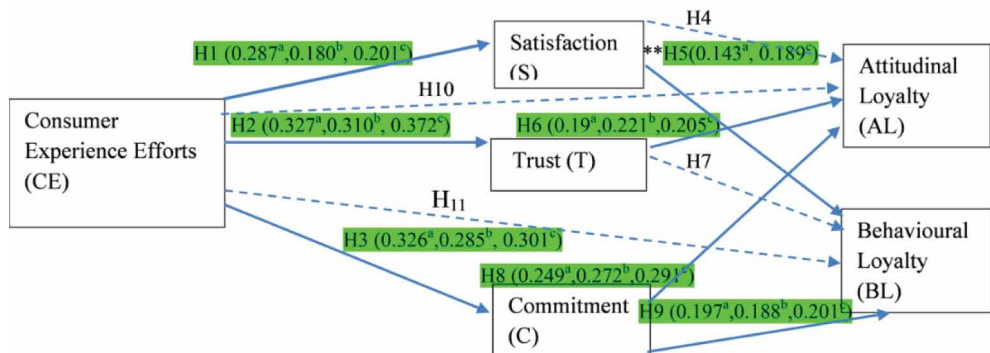 H4
H1 (0.287a,0.180b, 0.201c)
Satisfaction
(S)
**H5(0.143a, 0.189c)
Attitudinal
Loyalty
(AL)
H10
Consumer
Experience Efforts
(CE)
H2 (0.327a,0.310b, 0.372c)
H6 (0.19a,0.221b,0.205c)
Trust (T)
H7
H11
H3 (0.326a,0.285b, 0.301c)
Behavioural
Loyalty
(BL)
H8 (0.249a,0.272b,0.291c)
Commitment
(C)
H9 (0.197a,0.188b,0.201c)